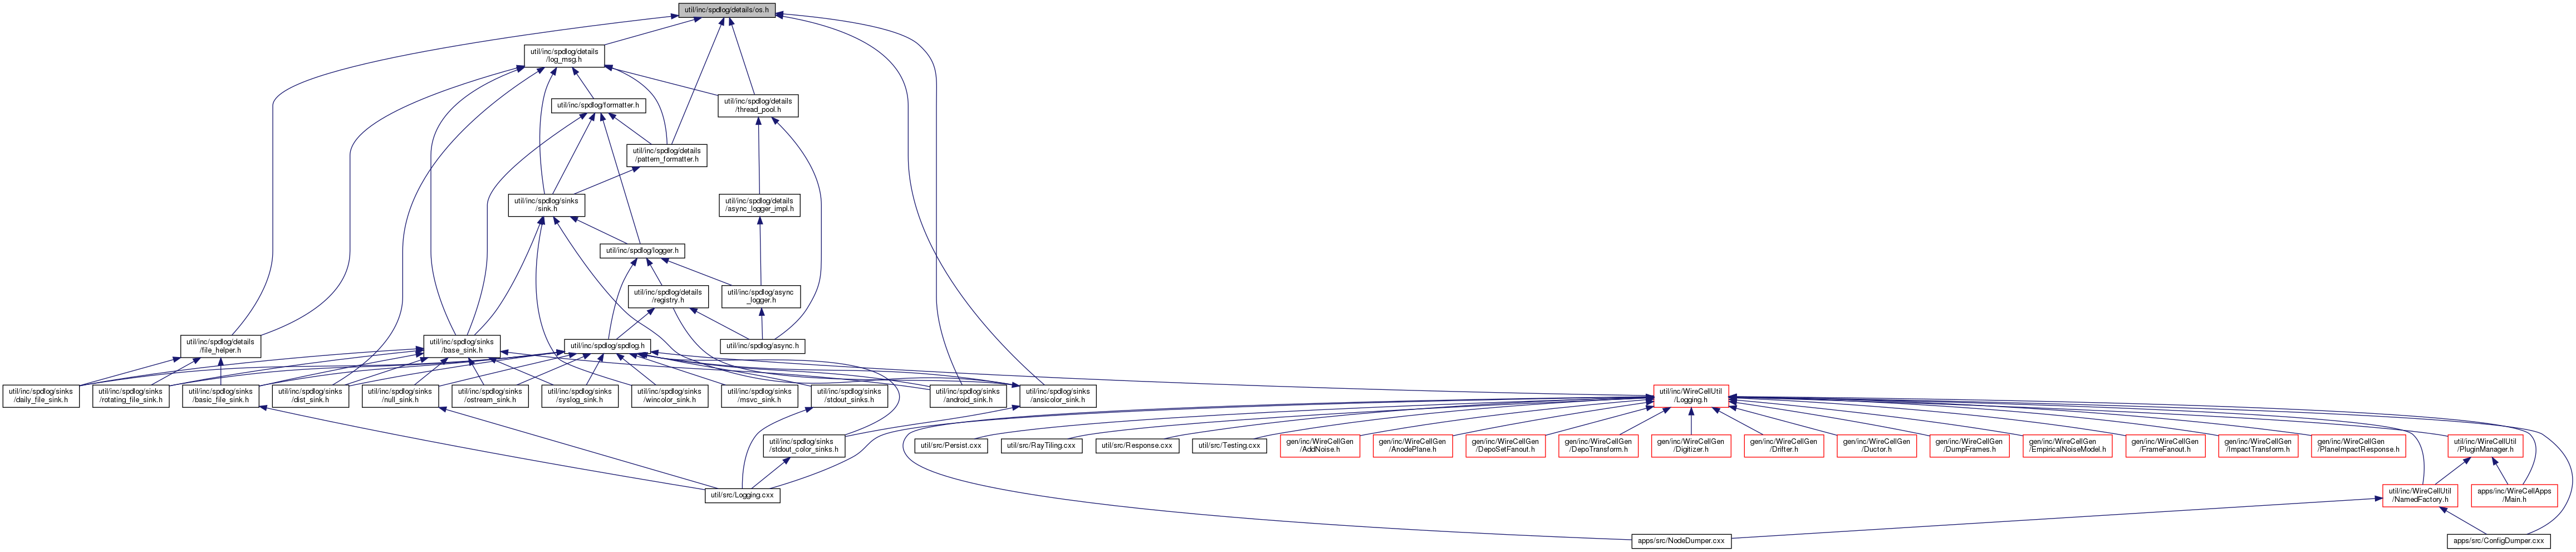 util/inc/spdlog/details/os.h
util/inc/spdlog/details
/log_msg.h
util/inc/spdlog/formatter.h
util/inc/spdlog/details
/thread_pool.h
util/inc/spdlog/details
/pattern_formatter.h
util/inc/spdlog/sinks
/sink.h
util/inc/spdlog/details
/async_logger_impl.h
util/inc/spdlog/logger.h
util/inc/spdlog/details
/registry.h
util/inc/spdlog/async
_logger.h
util/inc/spdlog/details
/file_helper.h
util/inc/spdlog/sinks
/base_sink.h
util/inc/spdlog/spdlog.h
util/inc/spdlog/async.h
util/inc/spdlog/sinks
/daily_file_sink.h
util/inc/spdlog/sinks
/rotating_file_sink.h
util/inc/spdlog/sinks
/basic_file_sink.h
util/inc/spdlog/sinks
/dist_sink.h
util/inc/spdlog/sinks
/null_sink.h
util/inc/spdlog/sinks
/ostream_sink.h
util/inc/spdlog/sinks
/syslog_sink.h
util/inc/spdlog/sinks
/wincolor_sink.h
util/inc/spdlog/sinks
/msvc_sink.h
util/inc/spdlog/sinks
/stdout_sinks.h
util/inc/spdlog/sinks
/android_sink.h
util/inc/spdlog/sinks
/ansicolor_sink.h
util/inc/WireCellUtil
/Logging.h
util/inc/spdlog/sinks
/stdout_color_sinks.h
util/src/Persist.cxx
util/src/RayTiling.cxx
util/src/Response.cxx
util/src/Testing.cxx
gen/inc/WireCellGen
/AddNoise.h
gen/inc/WireCellGen
/AnodePlane.h
gen/inc/WireCellGen
/DepoSetFanout.h
gen/inc/WireCellGen
/DepoTransform.h
gen/inc/WireCellGen
/Digitizer.h
gen/inc/WireCellGen
/Drifter.h
gen/inc/WireCellGen
/Ductor.h
gen/inc/WireCellGen
/DumpFrames.h
gen/inc/WireCellGen
/EmpiricalNoiseModel.h
gen/inc/WireCellGen
/FrameFanout.h
gen/inc/WireCellGen
/ImpactTransform.h
gen/inc/WireCellGen
/PlaneImpactResponse.h
util/inc/WireCellUtil
/PluginManager.h
util/src/Logging.cxx
util/inc/WireCellUtil
/NamedFactory.h
apps/inc/WireCellApps
/Main.h
apps/src/NodeDumper.cxx
apps/src/ConfigDumper.cxx